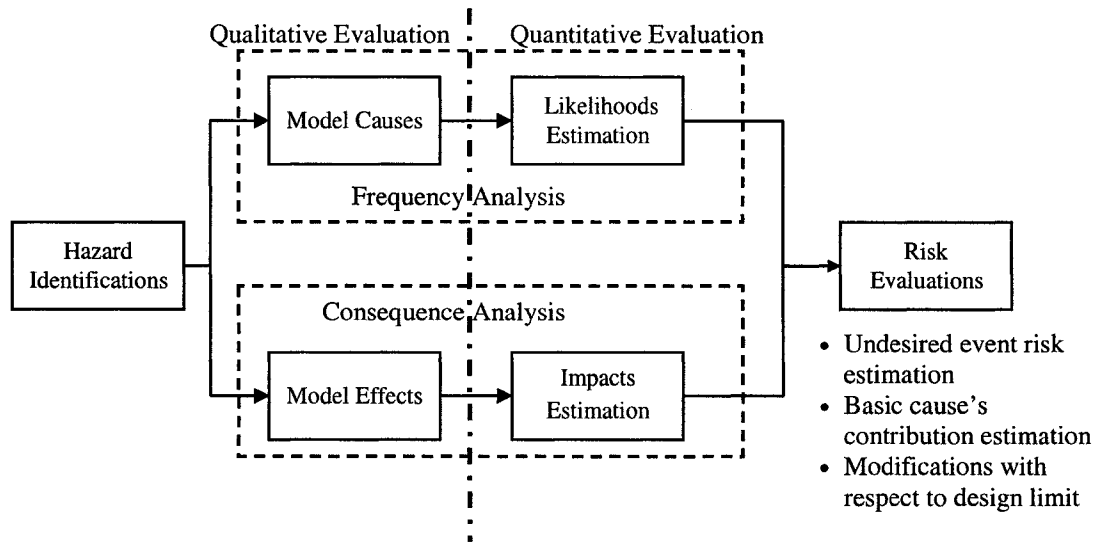 Qualitative Evaluation
Quantitative Evaluation
Model Causes
Likelihoods
Estimation
Frequency Analysis
Hazard
Identifications
Risk
Evaluations
Consequence Analysis
Model Effects
Impacts
Estimation
• Undesired event risk
estimation
• Basic cause's
contribution estimation
• Modifications with
respect to design limit